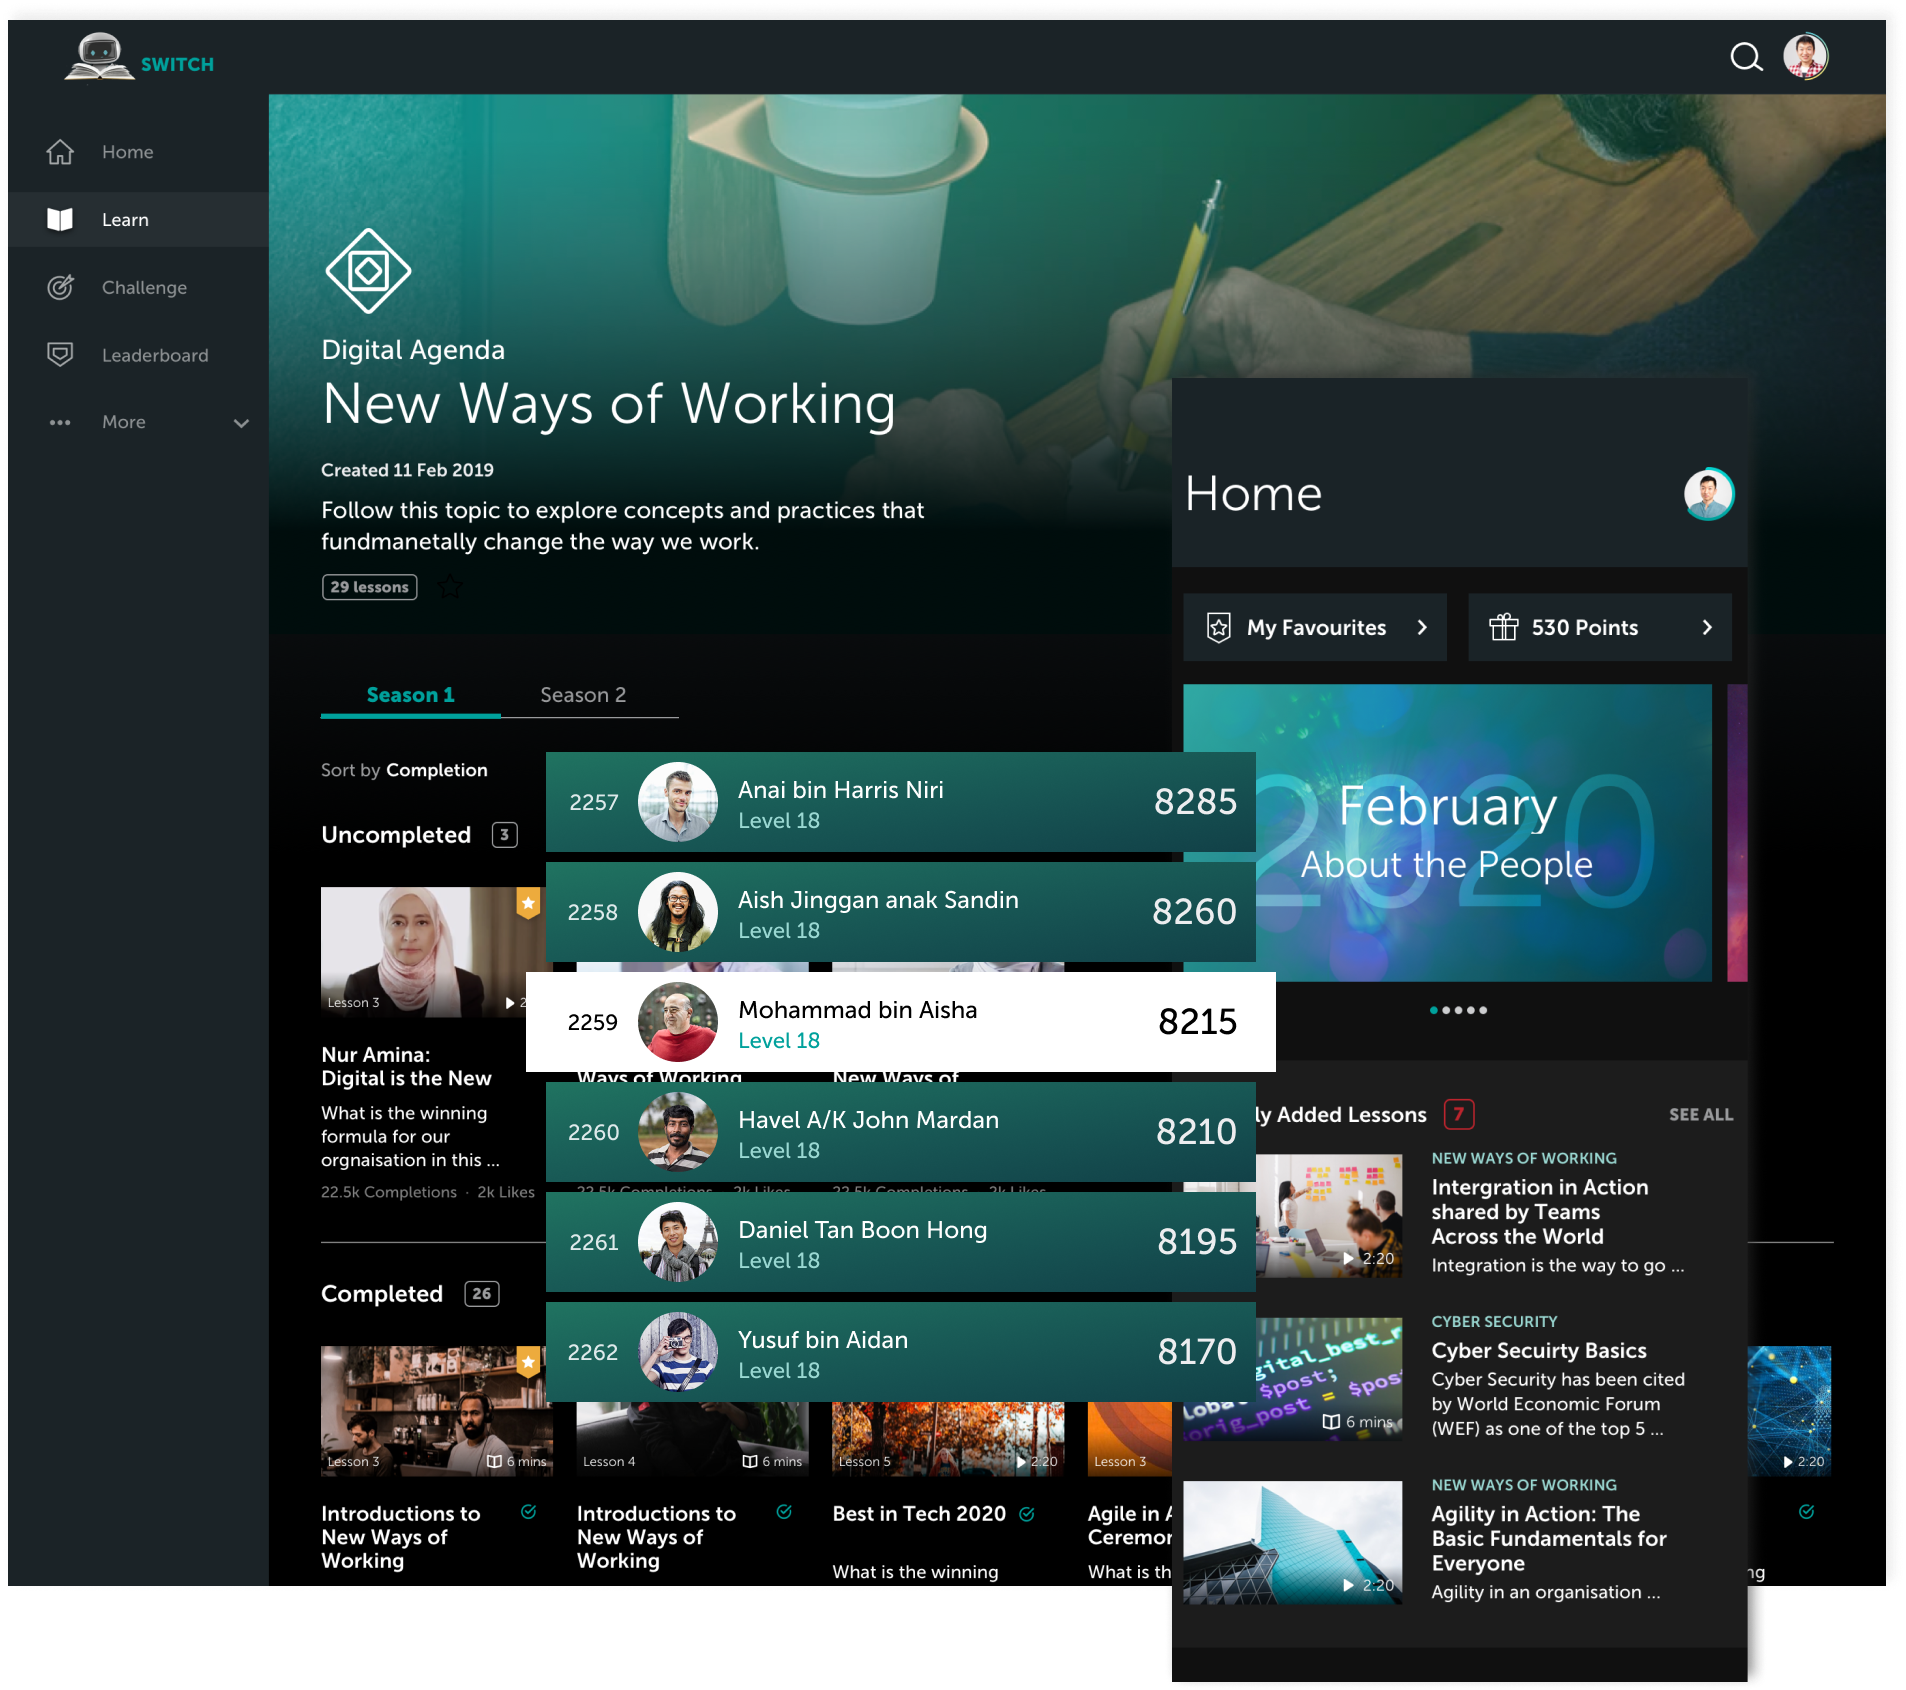 SWITCH
Home
Learn
Challenge
Leaderboard
More
Digital Agenda
New Ways of Working
Created 11 Feb 2019
Follow this topic to explore concepts and practices that
fundmanetally change the way we work.
29 lessons
Season 1
Season 2
Sort by Completion
Uncompleted 3
Lesson 3
Nur Amina:
Digital is the New
What is the winning
formula for our
orgnaisation in this ...
22.5k Completions · 2k Likes
Ways of Working
New Ways of
22.5k Completions · 2k Likes
22.5k Completions · 2k Likes
2257 Anai bin Harris Niri 8285
Level 18
2258 Aish Jinggan anak Sandin 8260
Level 18
2259 Mohammad bin Aisha 8215
Level 18
2260 Havel A/K John Mardan 8210
Level 18
2261 Daniel Tan Boon Hong 8195
Level 18
2262 Yusuf bin Aidan 8170
Level 18
Completed 26
Lesson 3 6 mins
Introductions to
New Ways of
Working
Lesson 4 6 mins
Introductions to
New Ways of
Working
Lesson 5 2:20
Best in Tech 2020
What is the winning
Lesson 3
Agile in A
Ceremor
What is th
2:20
ng
Home
My Favourites
530 Points
2020
February
About the People
ly Added Lessons 7
SEE ALL
2:20
NEW WAYS OF WORKING
Intergration in Action
shared by Teams
Across the World
Integration is the way to go ...
gital_best_
$post;
= $pos
orig_post
6 mins
CYBER SECURITY
Cyber Secuirty Basics
Cyber Security has been cited
by World Economic Forum
(WEF) as one of the top 5 ...
2:20
NEW WAYS OF WORKING
Agility in Action: The
Basic Fundamentals for
Everyone
Agility in an organisation ...